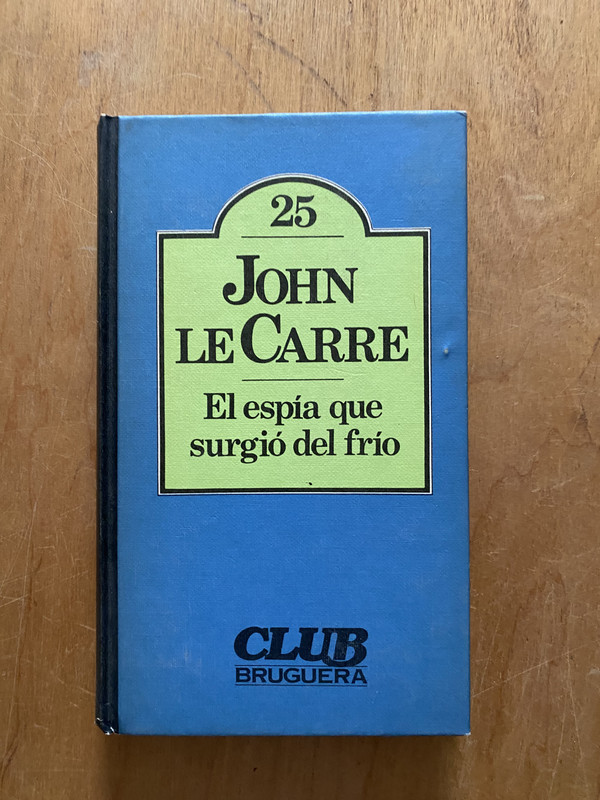 25
JOHN
LE CARRE
El espía que
surgió del frío
CLUB
BRUGUERA